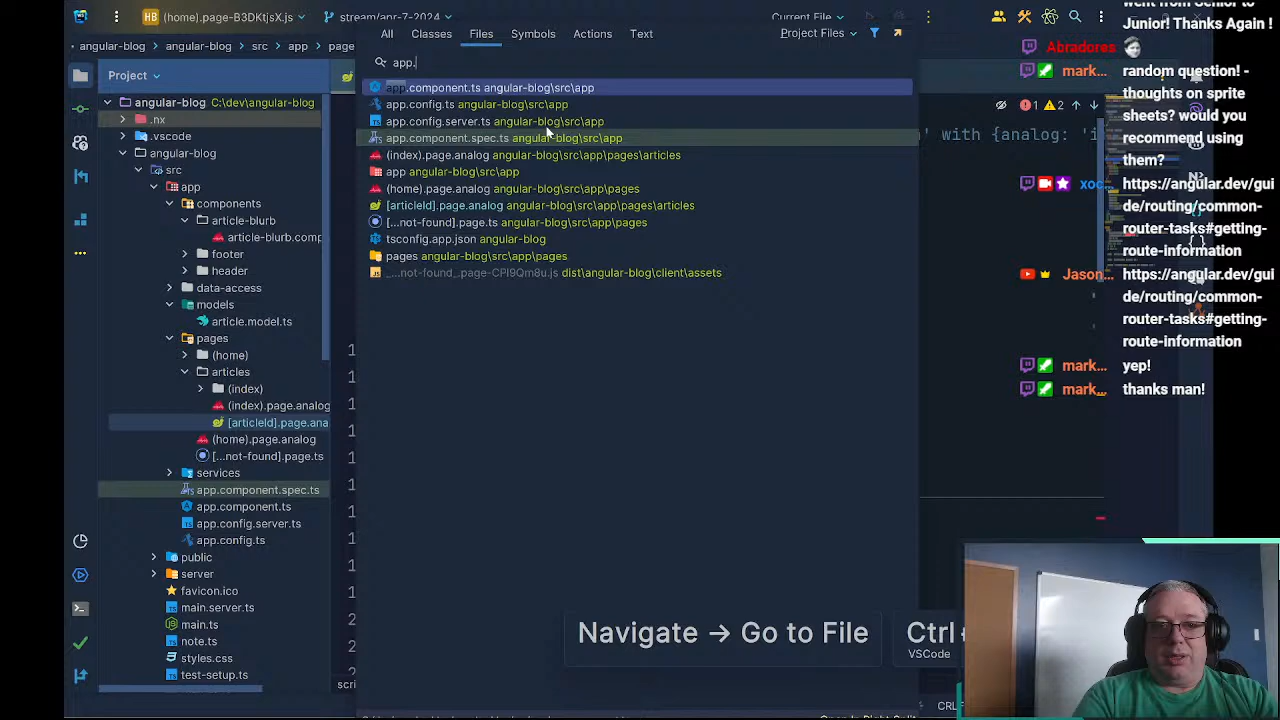 HB
(home).page-B3DKtjsX.js
stream/apr-7-2024
Current File
angular-blog
angular-blog
src
app
page
Project
angular-blog C:\dev\angular-blog
.nx
.vscode
angular-blog
src
app
components
article-blurb
article-blurb.comp
footer
header
data-access
models
article.model.ts
pages
(home)
articles
(index)
(index).page.analog
[articleId].page.ana
(home).page.analog
[...not-found].page.ts
services
app.component.spec.ts
app.component.ts
app.config.server.ts
app.config.ts
public
server
favicon.ico
main.server.ts
main.ts
note.ts
styles.css
test-setup.ts
All Classes Files Symbols Actions Text
Project Files
app.
app.component.ts angular-blog\src\app
app.config.ts angular-blog\src\app
app.config.server.ts angular-blog\src\app
app.component.spec.ts angular-blog\src\app
(index).page.analog angular-blog\src\app\pages\articles
app angular-blog\src
(home).page.analog angular-blog\src\app\pages
[articleId].page.analog angular-blog\src\app\pages\articles
[...not-found].page.ts angular-blog\src\app\pages
tsconfig.app.json angular-blog
pages angular-blog\src\app\pages
_...not-found_.page-CPI9Qm8u.js dist\angular-blog\client\assets
1 2
with {analog: 'i
Navigate → Go to File
Ctrl+
VSCode
CRL
scri
went from Senior to
Junior! Thanks Again !
Abradores
mark...
random question! -
thoughts on sprite
sheets? would you
recommend using
them?
xoc...
https://angular.dev/gui
de/routing/common-
router-tasks#getting-
route-information
Jason...
https://angular.dev/gui
de/routing/common-
router-tasks#getting-
route-information
mark...
yep!
mark...
thanks man!